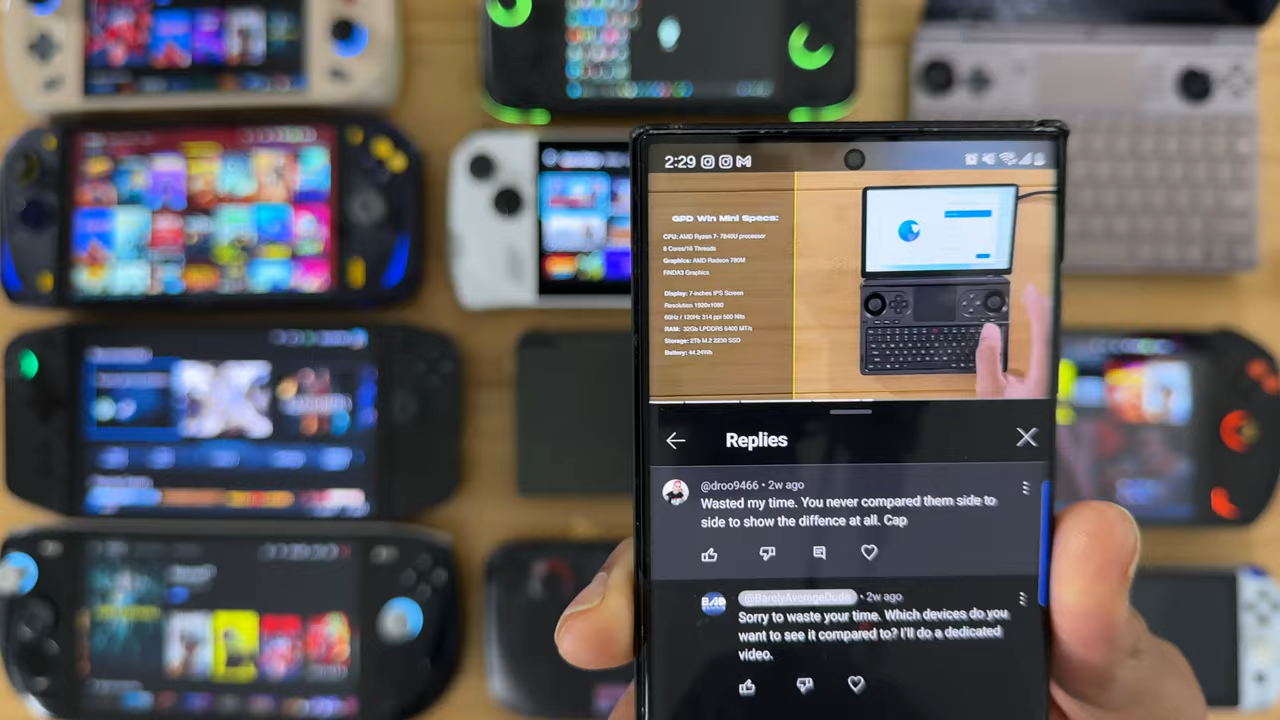 2:29
GPD Win Mini Specs:
CPU: AMD Ryzen 7- 7840U processor
8 Cores/16 Threads
Graphics: AMD Radeon 780M
RNDA3 Graphics
Display: 7-inches IPS Screen
Resolution 1920x1080
60Hz / 120Hz 314 ppi 500 Nits
RAM: 32Gb LPDDR5 6400 MT/s
Storage: 2Tb M.2 2230 SSD
Battery: 44.24Wh
Replies
@droo9466 • 2w ago
Wasted my time. You never compared them side to
side to show the diffence at all. Cap
BAD
@BarelyAverageDude • 2w ago
Sorry to waste your time. Which devices do you
want to see it compared to? I'll do a dedicated
video.